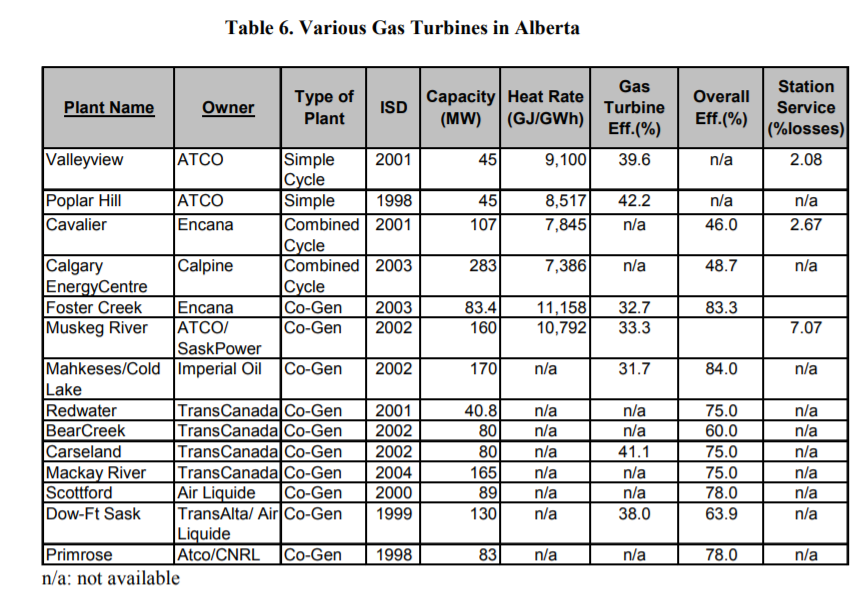 Table 6. Various Gas Turbines in Alberta
Plant Name Owner Type of Plant ISD Capacity (MW) Heat Rate (GJ/GWh) Gas Turbine Eff.(%) Overall Eff.(%) Station Service (%losses)
Valleyview ATCO Simple Cycle 2001 45 9,100 39.6 n/a 2.08
Poplar Hill ATCO Simple 1998 45 8,517 42.2 n/a n/a
Cavalier Encana Combined Cycle 2001 107 7,845 n/a 46.0 2.67
Calgary EnergyCentre Calpine Combined Cycle 2003 283 7,386 n/a 48.7 n/a
Foster Creek Encana Co-Gen 2003 83.4 11,158 32.7 83.3
Muskeg River ATCO/ SaskPower Co-Gen 2002 160 10,792 33.3 7.07
Mahkeses/Cold Lake Imperial Oil Co-Gen 2002 170 n/a 31.7 84.0 n/a
Redwater TransCanada Co-Gen 2001 40.8 n/a n/a 75.0 n/a
BearCreek TransCanada Co-Gen 2002 80 n/a n/a 60.0 n/a
Carseland TransCanada Co-Gen 2002 80 n/a 41.1 75.0 n/a
Mackay River TransCanada Co-Gen 2004 165 n/a n/a 75.0 n/a
Scottford Air Liquide Co-Gen 2000 89 n/a n/a 78.0 n/a
Dow-Ft Sask TransAlta/ Air Liquide Co-Gen 1999 130 n/a 38.0 63.9 n/a
Primrose Atco/CNRL Co-Gen 1998 83 n/a n/a 78.0 n/a
n/a: not available